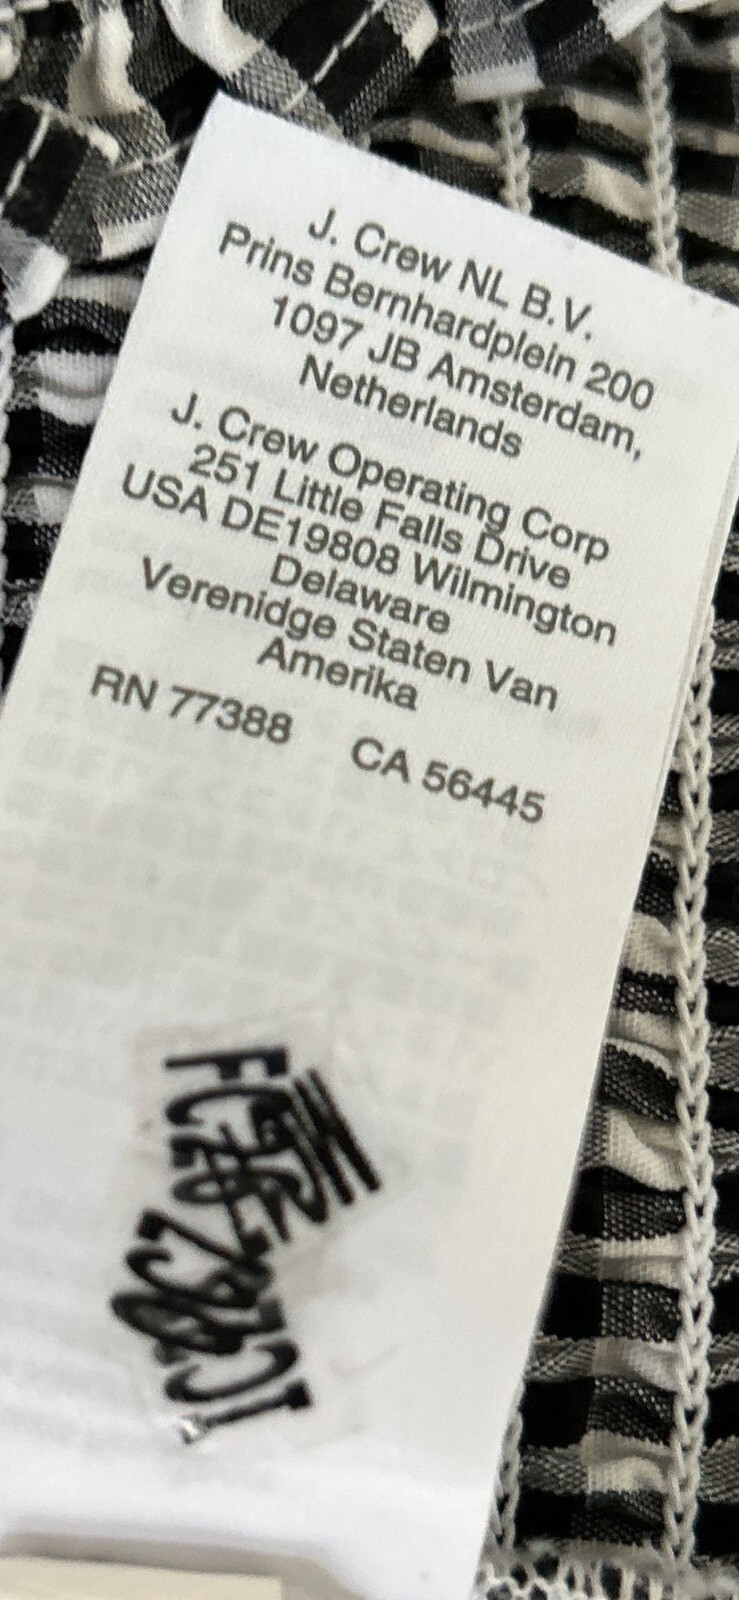 J. Crew NL B.V.
Prins Bernhardplein 200
1097 JB Amsterdam,
Netherlands
J. Crew Operating Corp
251 Little Falls Drive
USA DE19808 Wilmington
Delaware
Verenidge Staten Van
Amerika
RN 77388 CA 56445